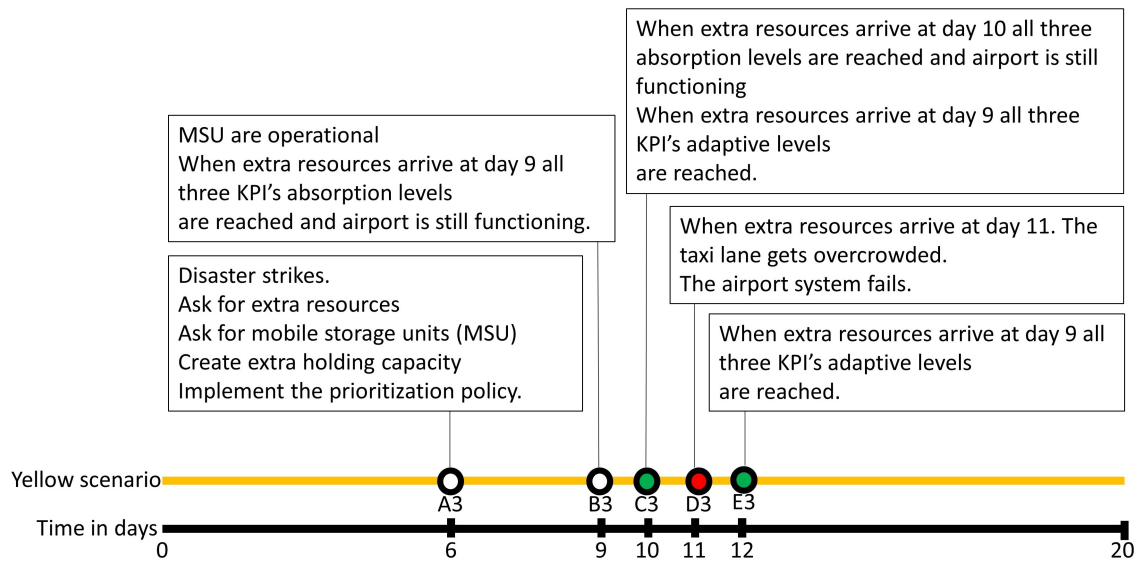 When extra resources arrive at day 10 all three
absorption levels are reached and airport is still
functioning
When extra resources arrive at day 9 all three
KPI's adaptive levels
are reached.
MSU are operational
When extra resources arrive at day 9 all
three KPI's absorption levels
are reached and airport is still functioning.
When extra resources arrive at day 11. The
taxi lane gets overcrowded.
The airport system fails.
Disaster strikes.
Ask for extra resources
Ask for mobile storage units (MSU)
Create extra holding capacity
Implement the prioritization policy.
When extra resources arrive at day 9 all
three KPI's adaptive levels
are reached.
Yellow scenario
A3 B3 C3 D3 E3
Time in days
0 6 9 10 11 12 20